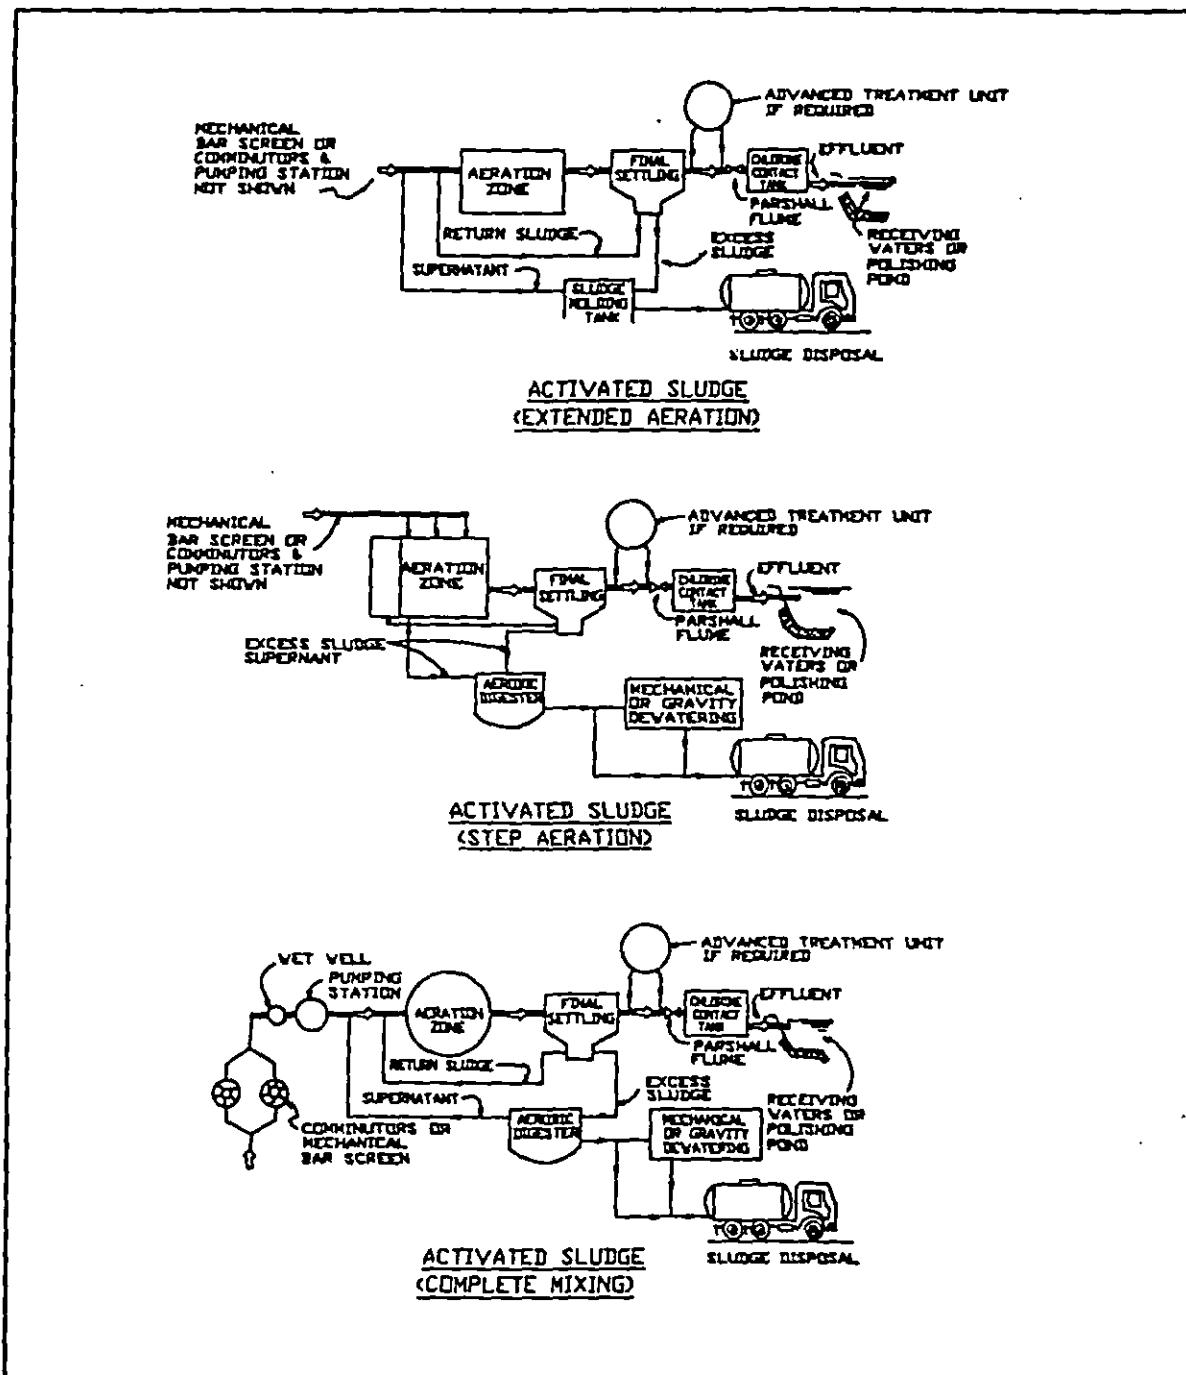 ADVANCED TREATMENT UNIT
IF REQUIRED
MECHANICAL
BAR SCREEN OR
COMMINUTORS &
PUMPING STATION
NOT SHOWN
AERATION
ZONE
FINAL
SETTLING
CHLORINE
CONTACT
TANK
EFFLUENT
PARSHALL
FLUME
RETURN SLUDGE
EXCESS
SLUDGE
RECEIVING
WATERS OR
POLISHING
POND
SUPERNATANT
SLUDGE
HOLDING
TANK
SLUDGE DISPOSAL
ACTIVATED SLUDGE
(EXTENDED AERATION)
MECHANICAL
BAR SCREEN OR
COMMINUTORS &
PUMPING STATION
NOT SHOWN
ADVANCED TREATMENT UNIT
IF REQUIRED
AERATION
ZONE
FINAL
SETTLING
CHLORINE
CONTACT
TANK
EFFLUENT
PARSHALL
FLUME
EXCESS SLUDGE
SUPERNANT
RECEIVING
WATERS OR
POLISHING
POND
AEROBIC
DIGESTER
MECHANICAL
OR GRAVITY
DEWATERING
SLUDGE DISPOSAL
ACTIVATED SLUDGE
(STEP AERATION)
ADVANCED TREATMENT UNIT
IF REQUIRED
WET WELL
PUMPING
STATION
AERATION
ZONE
FINAL
SETTLING
CHLORINE
CONTACT
TANK
EFFLUENT
PARSHALL
FLUME
RETURN SLUDGE
EXCESS
SLUDGE
SUPERNATANT
RECEIVING
WATERS OR
POLISHING
POND
AEROBIC
DIGESTER
MECHANICAL
OR GRAVITY
DEWATERING
COMMINUTORS OR
MECHANICAL
BAR SCREEN
SLUDGE DISPOSAL
ACTIVATED SLUDGE
(COMPLETE MIXING)